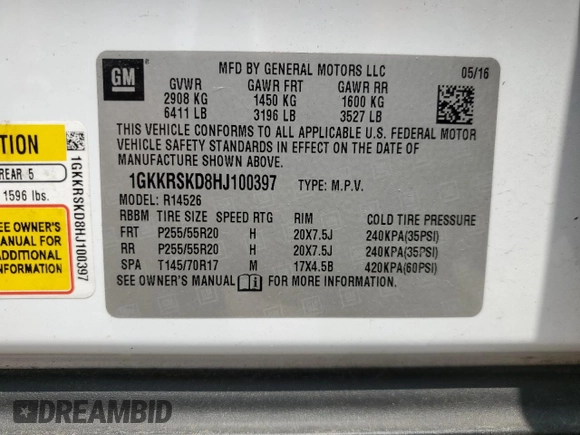 GM
MFD BY GENERAL MOTORS LLC
05/16
GVWR GAWR FRT GAWR RR
2908 KG 1450 KG 1600 KG
6411 LB 3196 LB 3527 LB
THIS VEHICLE CONFORMS TO ALL APPLICABLE U.S. FEDERAL MOTOR
VEHICLE SAFETY STANDARDS IN EFFECT ON THE DATE OF
MANUFACTURE SHOWN ABOVE.
1GKKRSKD8HJ100397 TYPE: M.P.V.
MODEL: R14526
RBBM TIRE SIZE SPEED RTG RIM COLD TIRE PRESSURE
FRT P255/55R20 H 20X7.5J 240KPA(35PSI)
RR P255/55R20 H 20X7.5J 240KPA(35PSI)
SPA T145/70R17 M 17X4.5B 420KPA(60PSI)
SEE OWNER'S MANUAL FOR MORE INFORMATION.
TION
REAR 5
1596 lbs.
SEE OWNER'S
MANUAL FOR
ADDITIONAL
INFORMATION
1GKKRSKD8HJ100397
DREAMBID